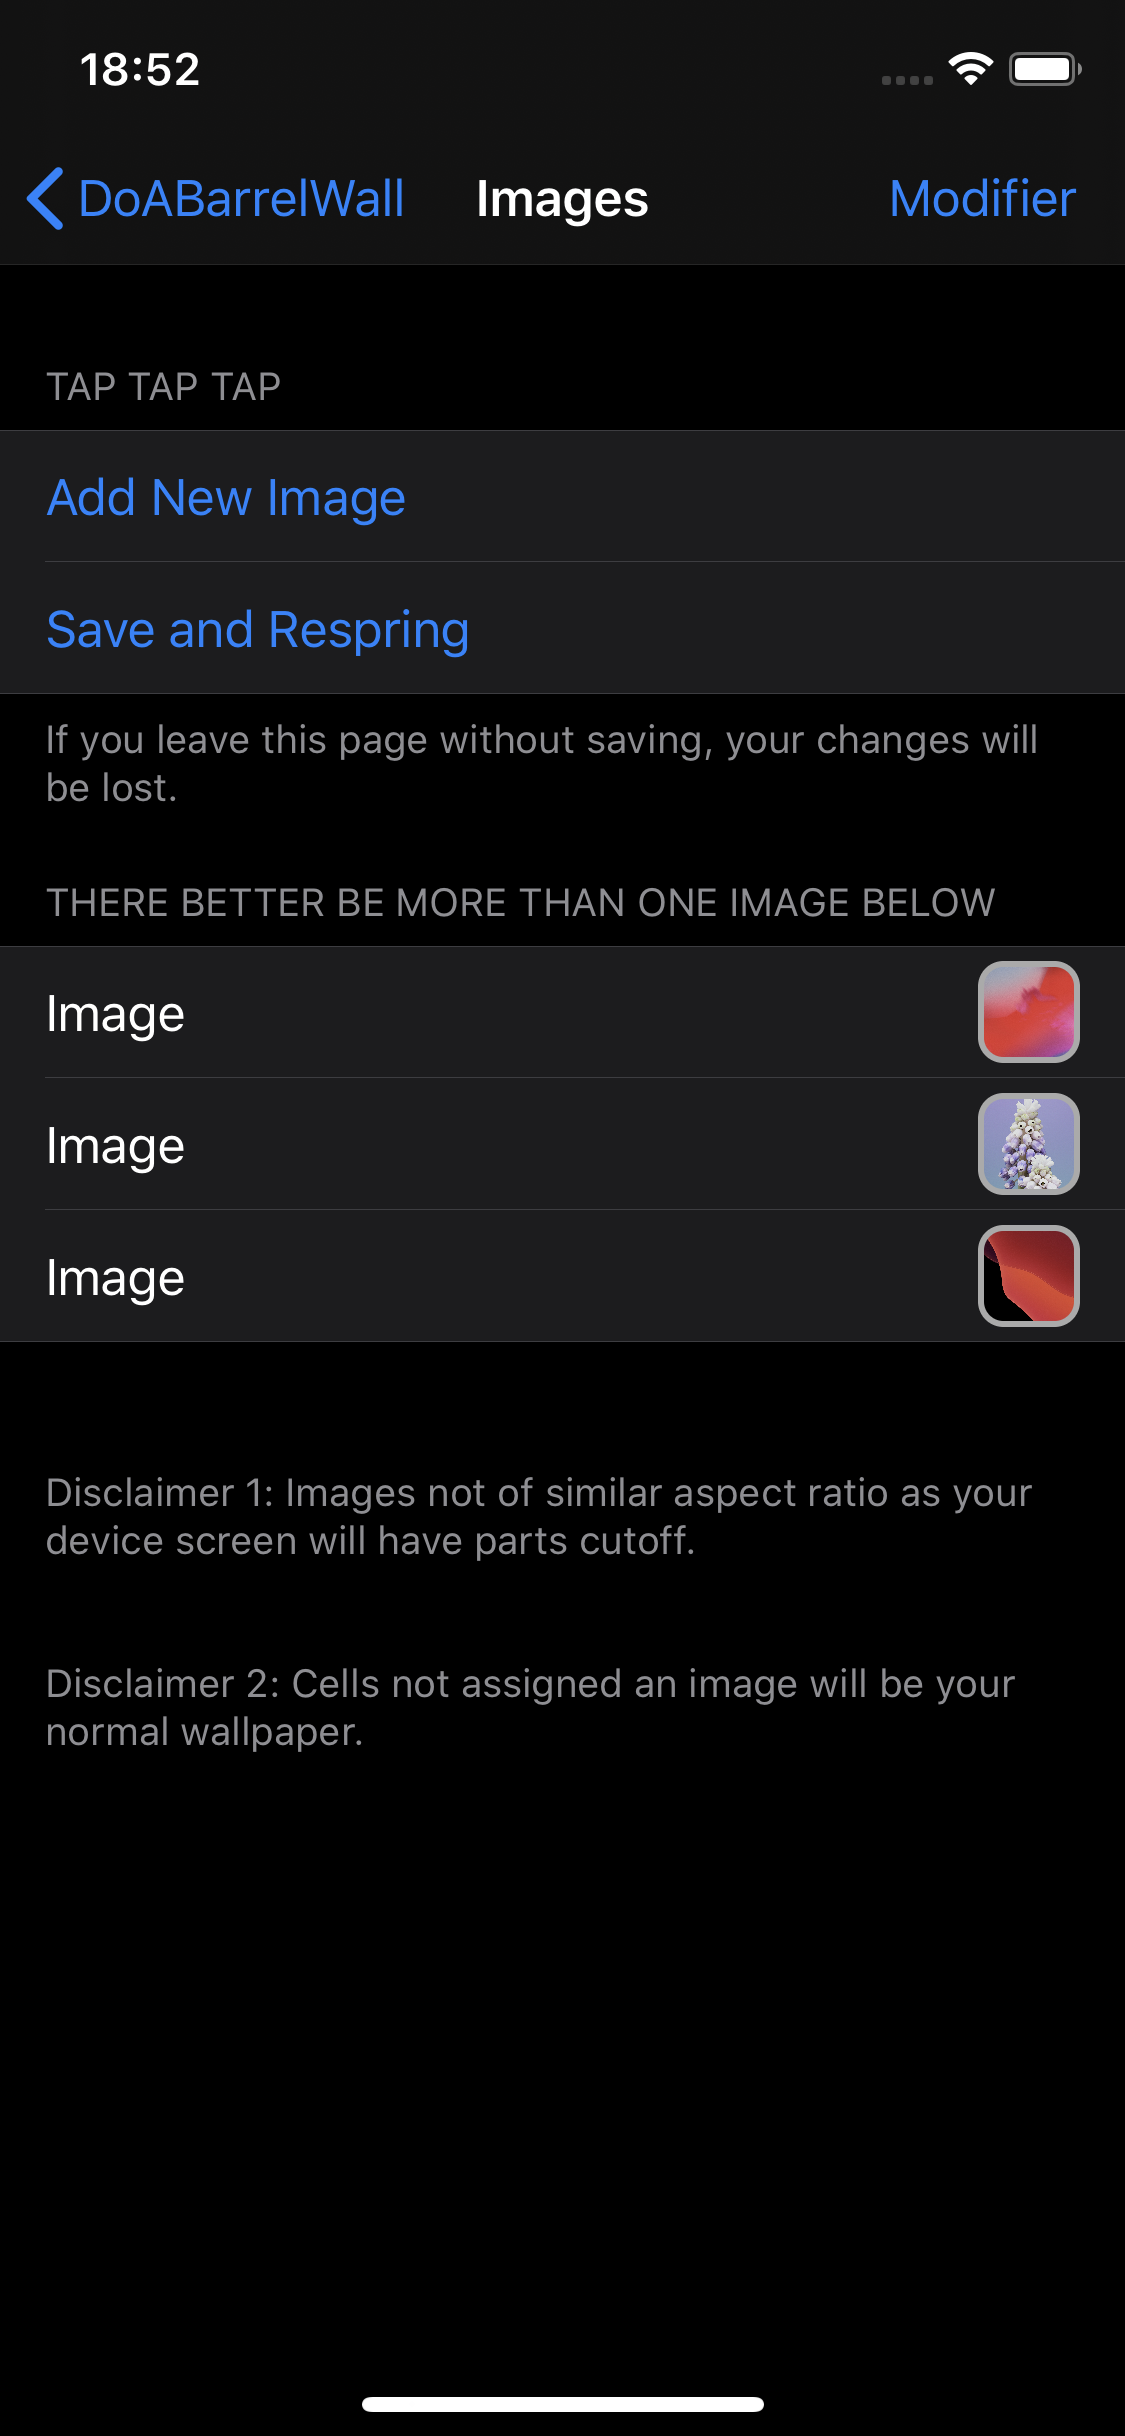 18:52
DoABarrelWall Images Modifier
TAP TAP TAP
Add New Image
Save and Respring
If you leave this page without saving, your changes will
be lost.
THERE BETTER BE MORE THAN ONE IMAGE BELOW
Image
Image
Image
Disclaimer 1: Images not of similar aspect ratio as your
device screen will have parts cutoff.
Disclaimer 2: Cells not assigned an image will be your
normal wallpaper.